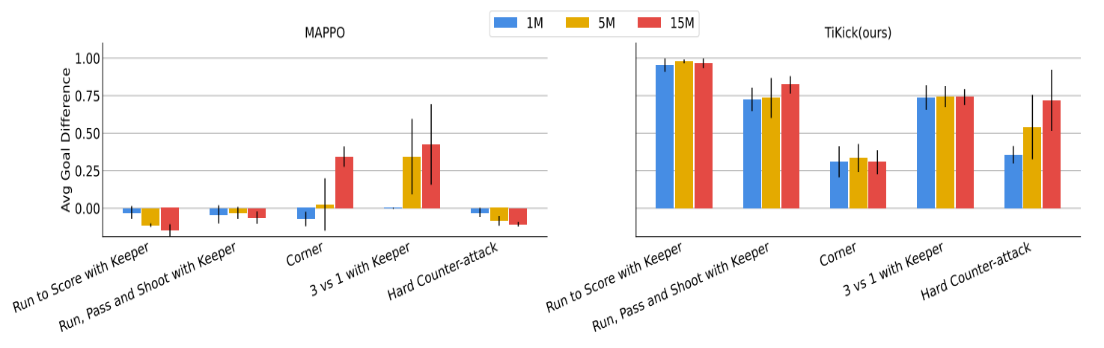 1M 5M 15M
MAPPO
TiKick(ours)
Avg Goal Difference
1.00
0.75
0.50
0.25
0.00
Run to Score with Keeper
Run, Pass and Shoot with Keeper
Corner
3 vs 1 with Keeper
Hard Counter-attack
Run to Score with Keeper
Run, Pass and Shoot with Keeper
Corner
3 vs 1 with Keeper
Hard Counter-attack